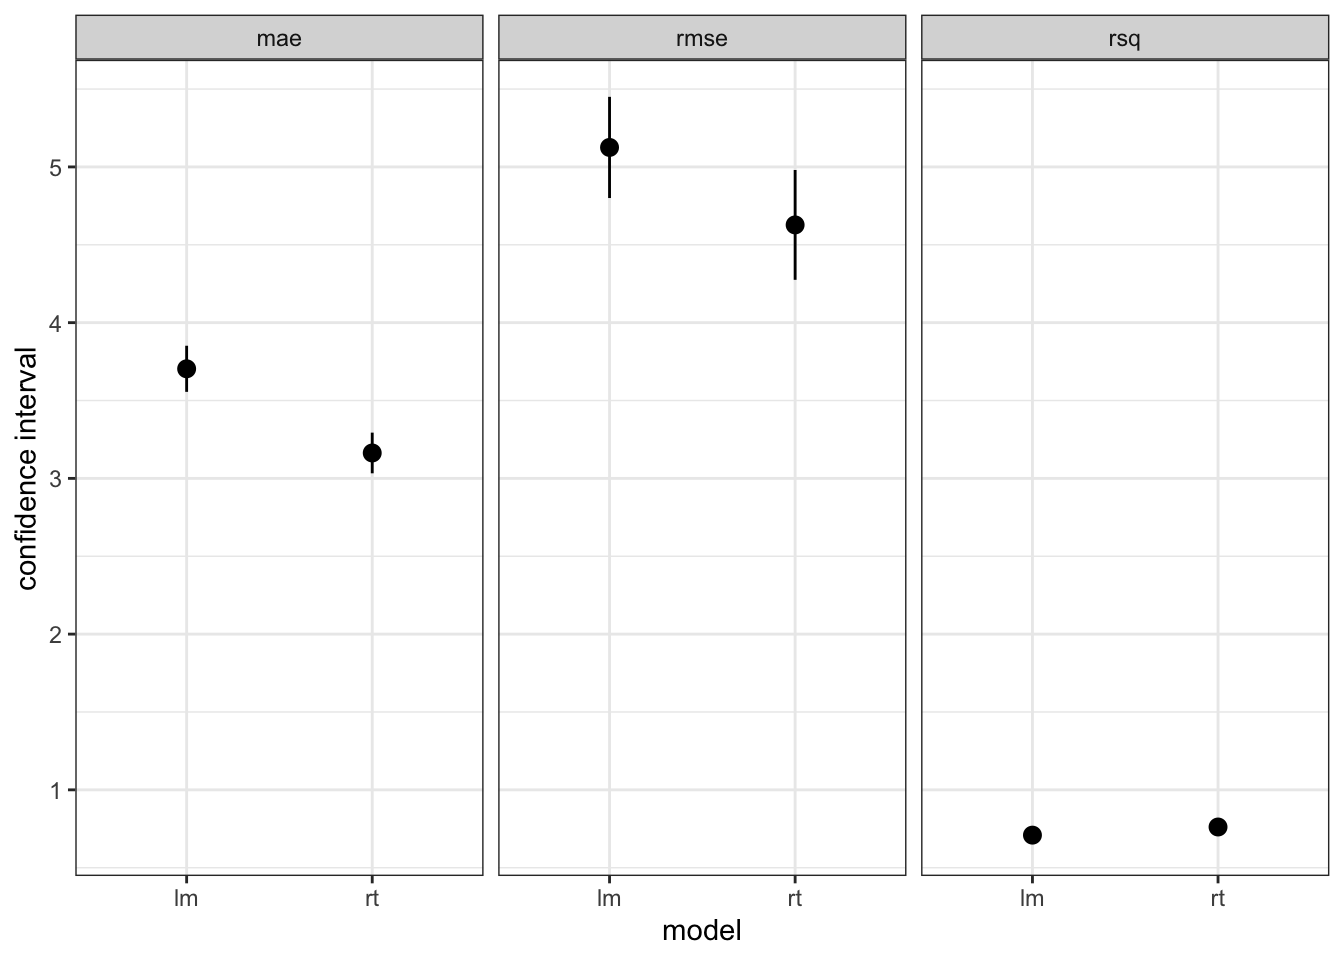 mae
rmse
rsq
confidence interval
5
4
3
2
1
lm
rt
lm
rt
lm
rt
model